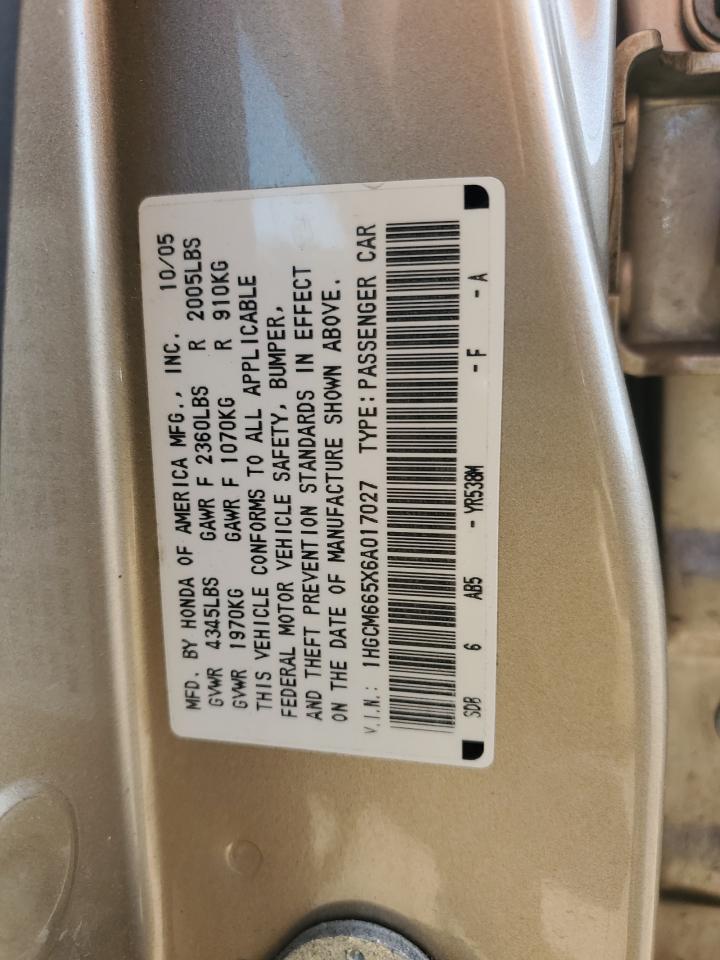 MFD. BY HONDA OF AMERICA MFG., INC. 10/05
GVWR 4345LBS GAWR F 2360LBS R 2005LBS
GVWR 1970KG GAWR F 1070KG R 910KG
THIS VEHICLE CONFORMS TO ALL APPLICABLE
FEDERAL MOTOR VEHICLE SAFETY, BUMPER,
AND THEFT PREVENTION STANDARDS IN EFFECT
ON THE DATE OF MANUFACTURE SHOWN ABOVE.
V.I.N.: 1HGCM665X6A017027 TYPE: PASSENGER CAR
SDB 6 AB5 - YR538M - F - A